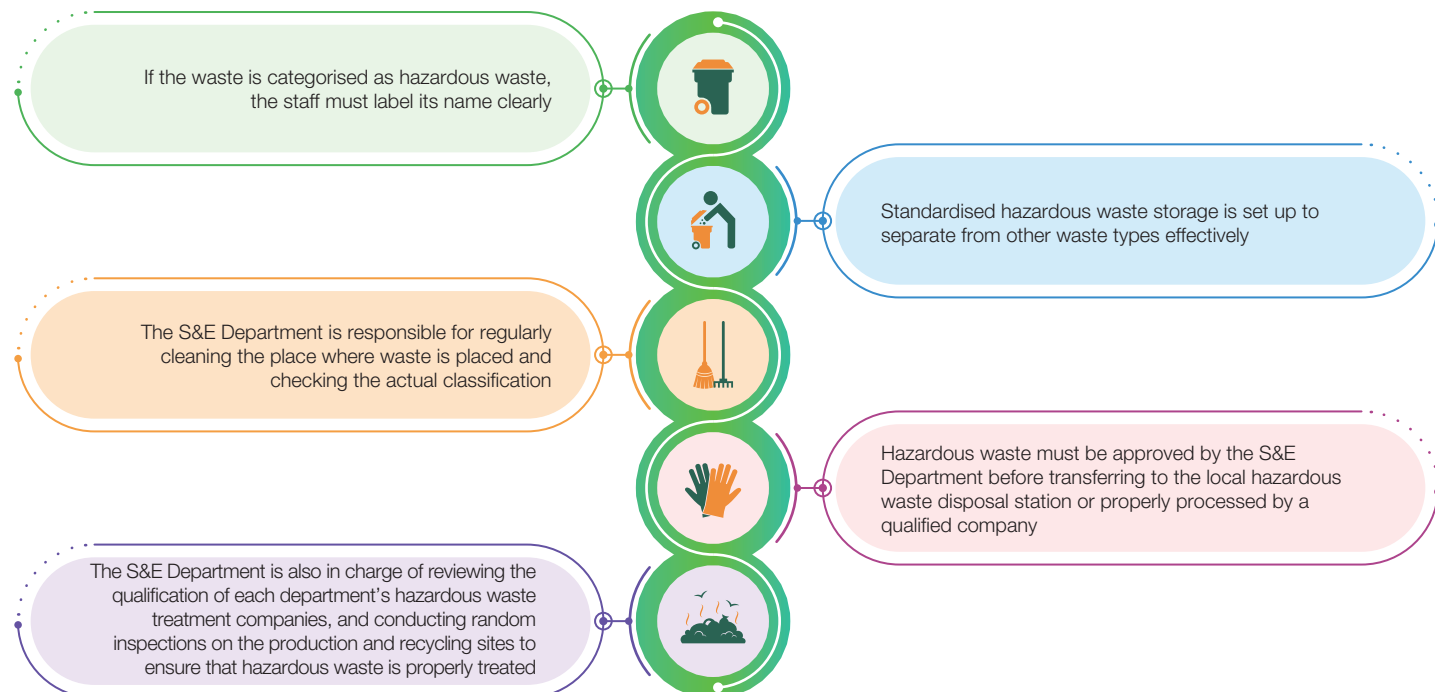 If the waste is categorised as hazardous waste,
the staff must label its name clearly
Standardised hazardous waste storage is set up to
separate from other waste types effectively
The S&E Department is responsible for regularly
cleaning the place where waste is placed and
checking the actual classification
Hazardous waste must be approved by the S&E
Department before transferring to the local hazardous
waste disposal station or properly processed by a
qualified company
The S&E Department is also in charge of reviewing the
qualification of each department’s hazardous waste
treatment companies, and conducting random
inspections on the production and recycling sites to
ensure that hazardous waste is properly treated